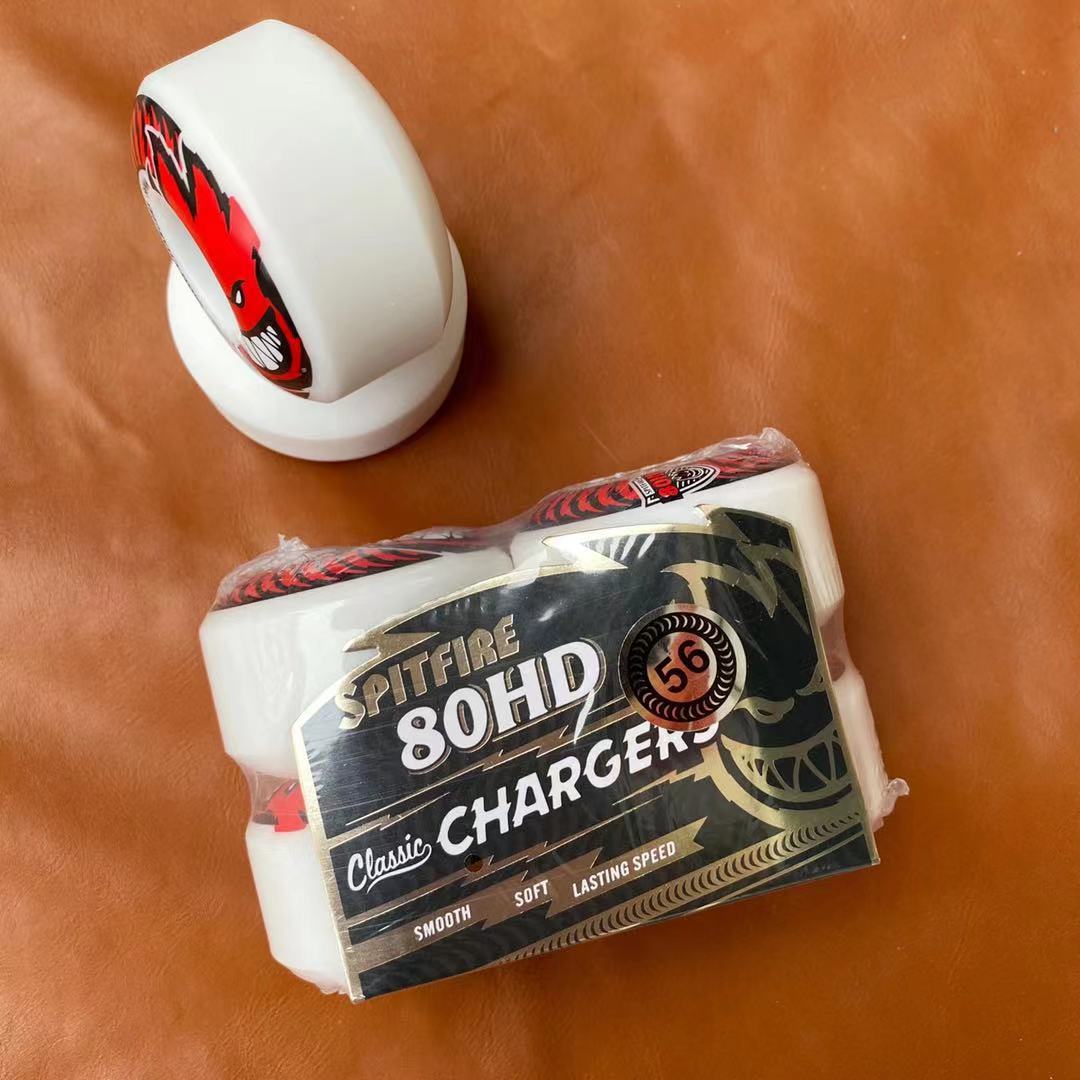 SPITFIRE
80HD
56
Classic CHARGERS
SMOOTH SOFT LASTING SPEED